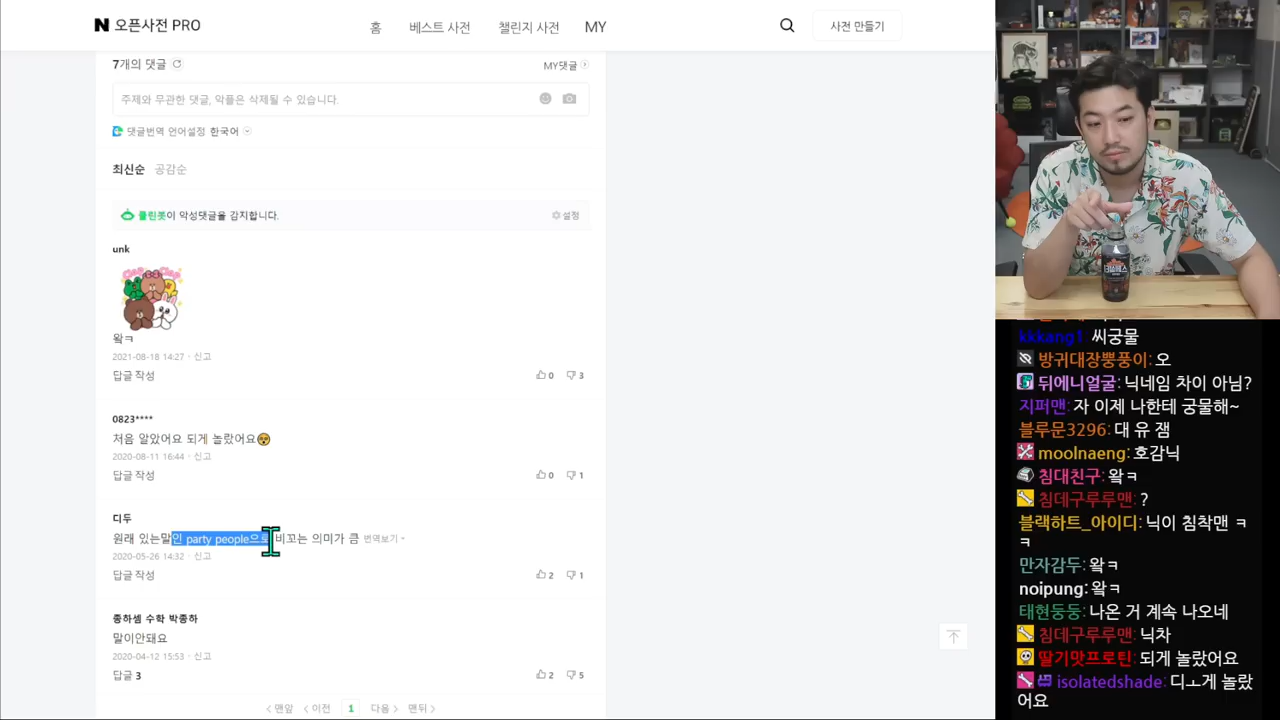 N 오픈사전 PRO
홈 베스트 사전 챌린지 사전 MY
사전 만들기
7개의 댓글
MY댓글
주제와 무관한 댓글, 악플은 삭제될 수 있습니다.
댓글번역 언어설정 한국어
최신순 공감순
클린봇이 악성댓글을 감지합니다.
설정
unk
왘ㅋ
2021-08-18 14:27 · 신고
답글 작성
0 3
0823****
처음 알았어요 되게 놀랐어요
2020-08-11 16:44 · 신고
답글 작성
0 1
디두
원래 있는말인 party people으로 비꼬는 의미가 큼 번역보기
2020-05-26 14:32 · 신고
답글 작성
2 1
종하셈 수학 박종하
말이안돼요
2020-04-12 15:53 · 신고
답글 3
2 5
맨앞 이전 1 다음 맨뒤
kkkang1: 씨궁물
방귀대장뿡풍이: 오
뒤에니얼굴: 닉네임 차이 아님?
지퍼맨: 자 이제 나한테 궁물해~
블루문3296: 대 유 잼
moolnaeng: 호감닉
침대친구: 왘ㅋ
침데구루루맨: ?
블랙하트_아이디: 닉이 침착맨 ㅋ
ㅋ
만자감두: 왘ㅋ
noipung: 왘ㅋ
태현둥둥: 나온 거 계속 나오네
침데구루루맨: 닉차
딸기맛프로틴: 되게 놀랐어요
isolatedshade: 디ㅗ게 놀랐
어요